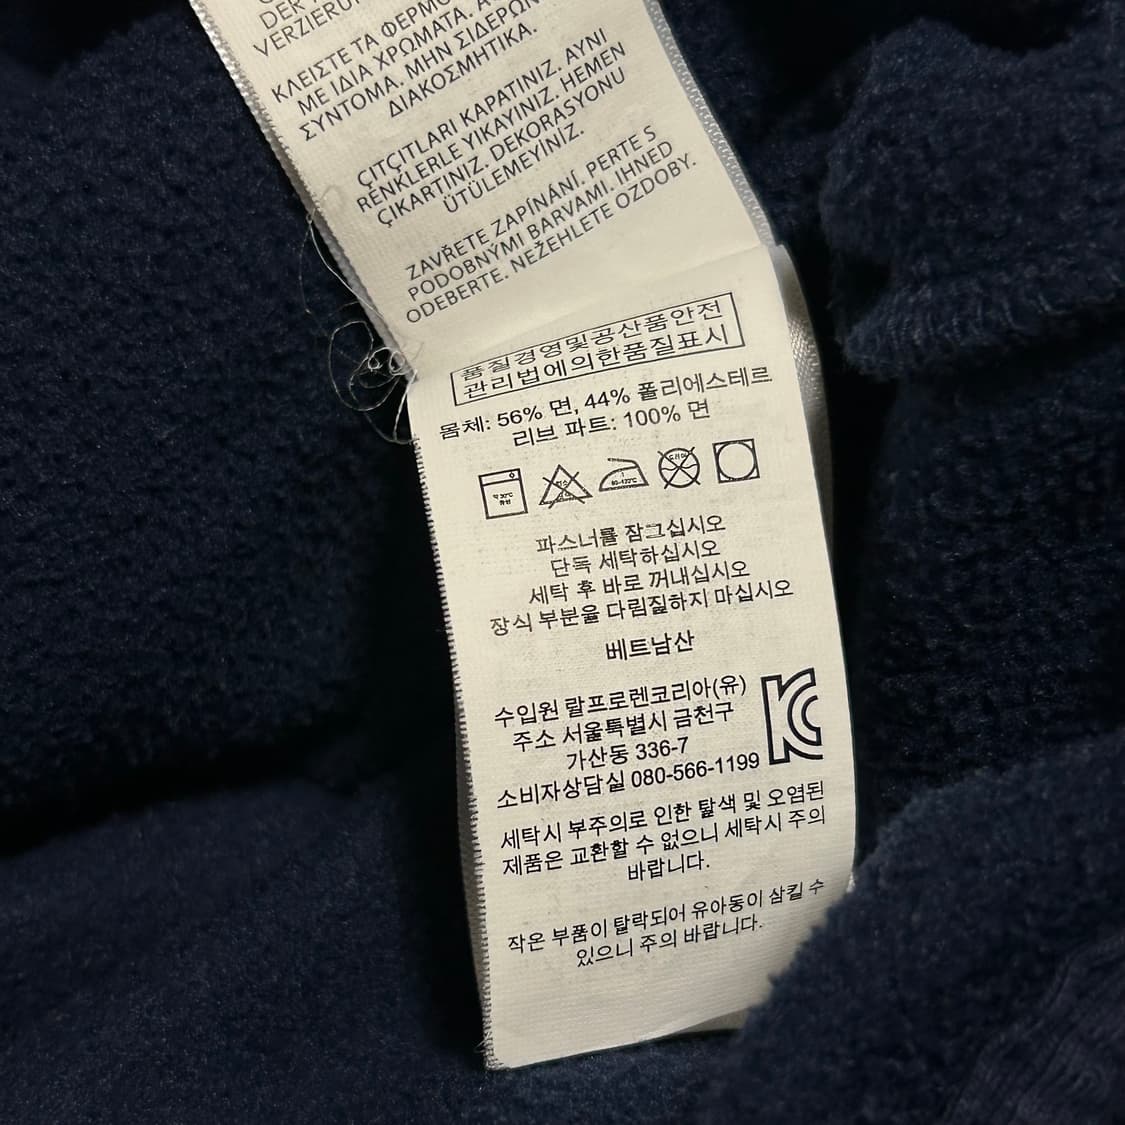 DER
VERZIERUN
ΚΛΕΙΣΤΕ ΤΑ ΦΕΡΜΟ
ΜΕ ΙΔΙΑ ΧΡΩΜΑΤΑ. Α
ΣΥΝΤΟΜΑ. ΜΗΝ ΣΙΔΕΡΩΝ
ΔΙΑΚΟΣΜΗΤΙΚΑ.
ÇITÇITLARI KAPATINIZ. AYNI
RENKLERLE YIKAYINIZ. HEMEN
ÇIKARTINIZ. DEKORASYONU
ÜTÜLEMEYİNİZ.
ZAVŘETE ZAPÍNÁNÍ. PERTE S
PODOBNÝMI BARVAMI. IHNED
ODEBERTE. NEŽEHLETE OZDOBY.
품질경영및공산품안전
관리법에의한품질표시
몸체: 56% 면, 44% 폴리에스테르
리브 파트: 100% 면
약 30℃
80-120℃
파스너를 잠그십시오
단독 세탁하십시오
세탁 후 바로 꺼내십시오
장식 부분을 다림질하지 마십시오
베트남산
수입원 랄프로렌코리아(유)
주소 서울특별시 금천구
가산동 336-7
소비자상담실 080-566-1199
KC
세탁시 부주의로 인한 탈색 및 오염된
제품은 교환할 수 없으니 세탁시 주의
바랍니다.
작은 부품이 탈락되어 유아동이 삼킬 수
있으니 주의 바랍니다.